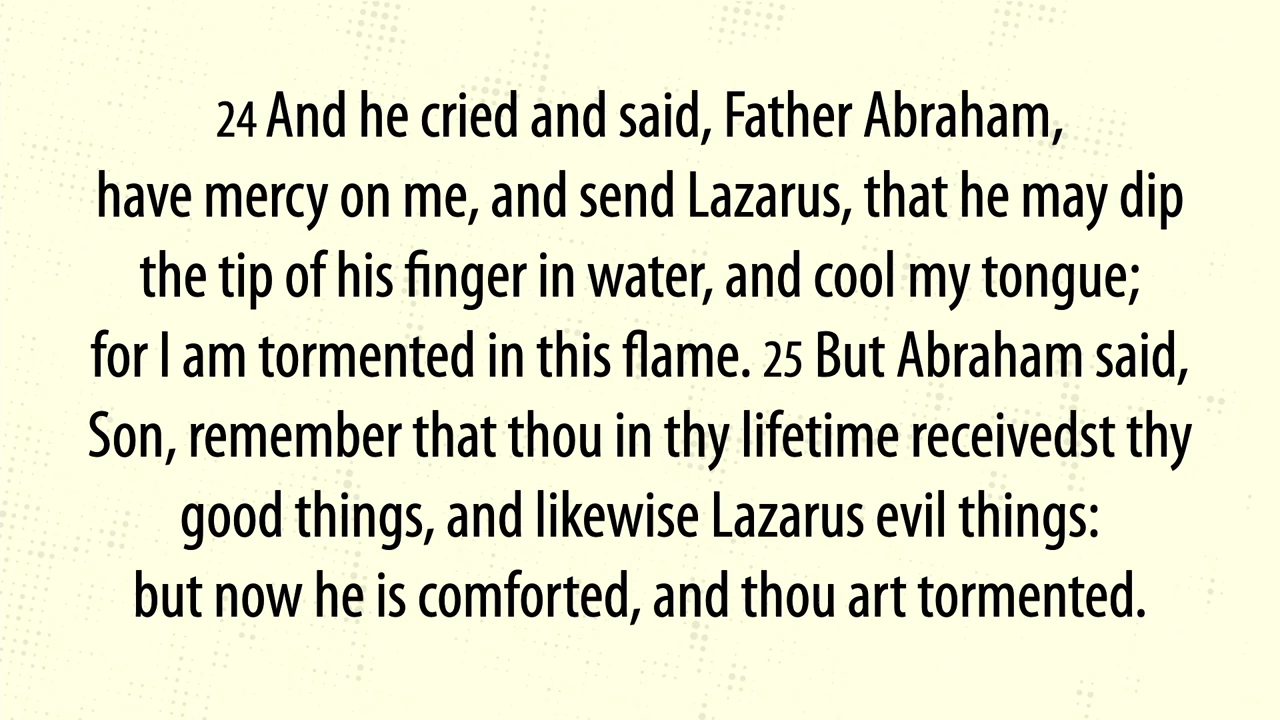 24 And he cried and said, Father Abraham,
have mercy on me, and send Lazarus, that he may dip
the tip of his finger in water, and cool my tongue;
for I am tormented in this flame. 25 But Abraham said,
Son, remember that thou in thy lifetime receivedst thy
good things, and likewise Lazarus evil things:
but now he is comforted, and thou art tormented.